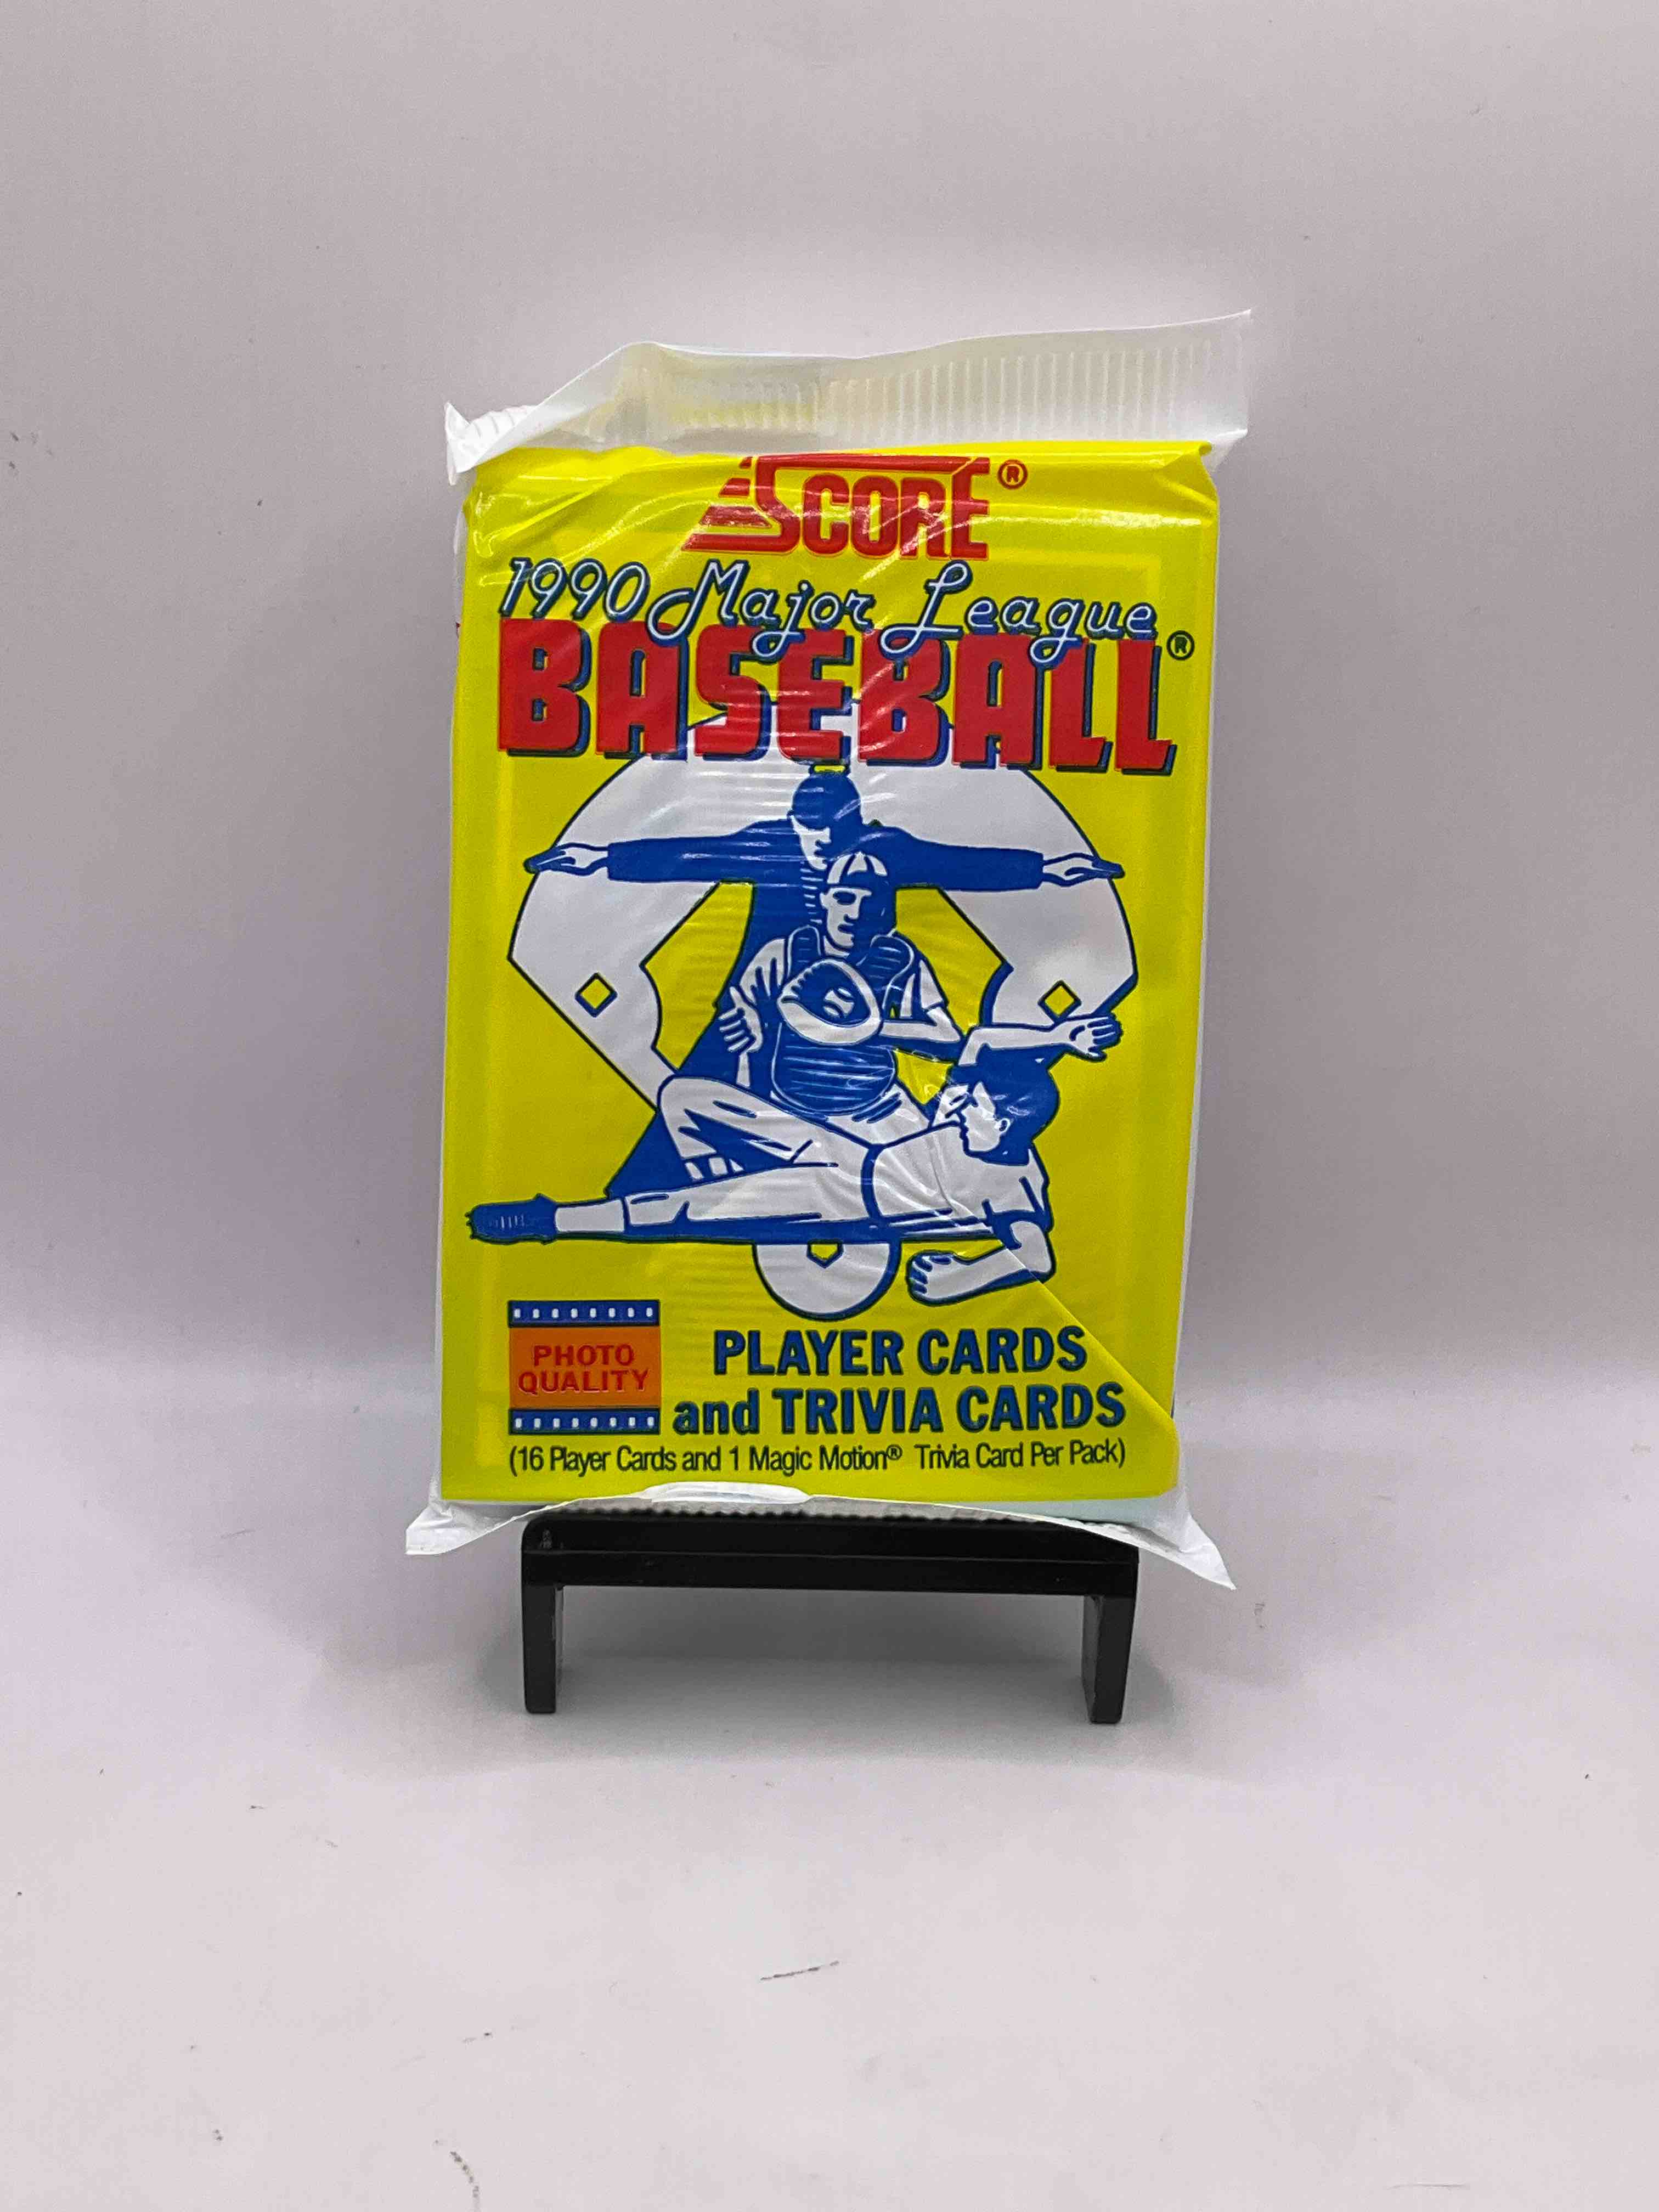 SCORE®
1990 Major League
BASEBALL®
PHOTO
QUALITY
PLAYER CARDS
and TRIVIA CARDS
(16 Player Cards and 1 Magic Motion® Trivia Card Per Pack)